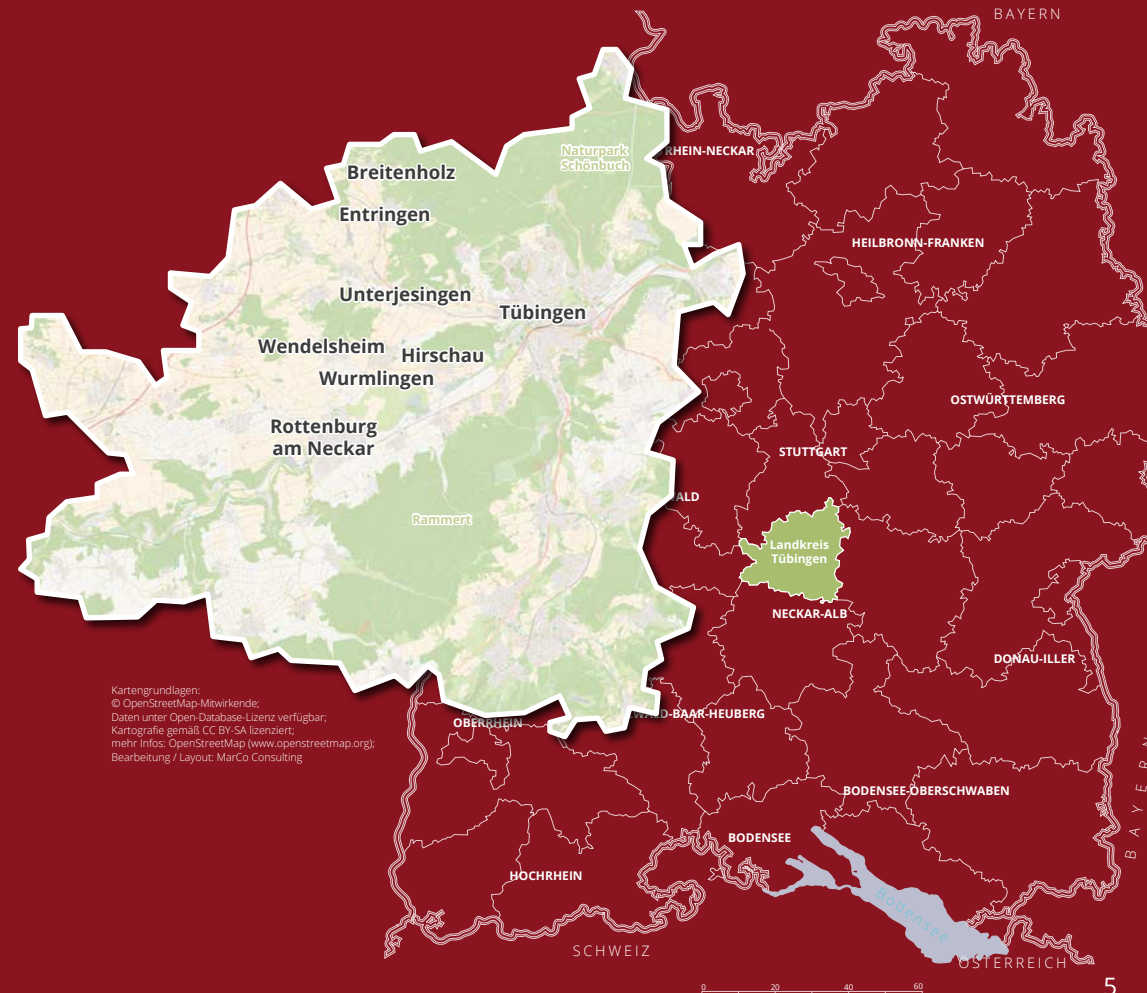 BAYERN
Naturpark
Schönbuch
RHEIN-NECKAR
Breitenholz
Entringen
HEILBRONN-FRANKEN
Unterjesingen
Tübingen
Wendelsheim
Hirschau
Wurmlingen
OSTWÜRTTEMBERG
Rottenburg
am Neckar
STUTTGART
ALD
Rammert
Landkreis
Tübingen
NECKAR-ALB
DONAU-ILLER
Kartengrundlagen:
© OpenStreetMap-Mitwirkende;
Daten unter Open-Database-Lizenz verfügbar;
Kartografie gemäß CC BY-SA lizenziert;
mehr Infos: OpenStreetMap (www.openstreetmap.org);
Bearbeitung / Layout: MarCo Consulting
OBERRHEIN
WALD-BAAR-HEUBERG
BODENSEE-OBERSCHWABEN
BAYERN
BODENSEE
HOCHRHEIN
Bodensee
SCHWEIZ
ÖSTERREICH
0 20 40 60
5